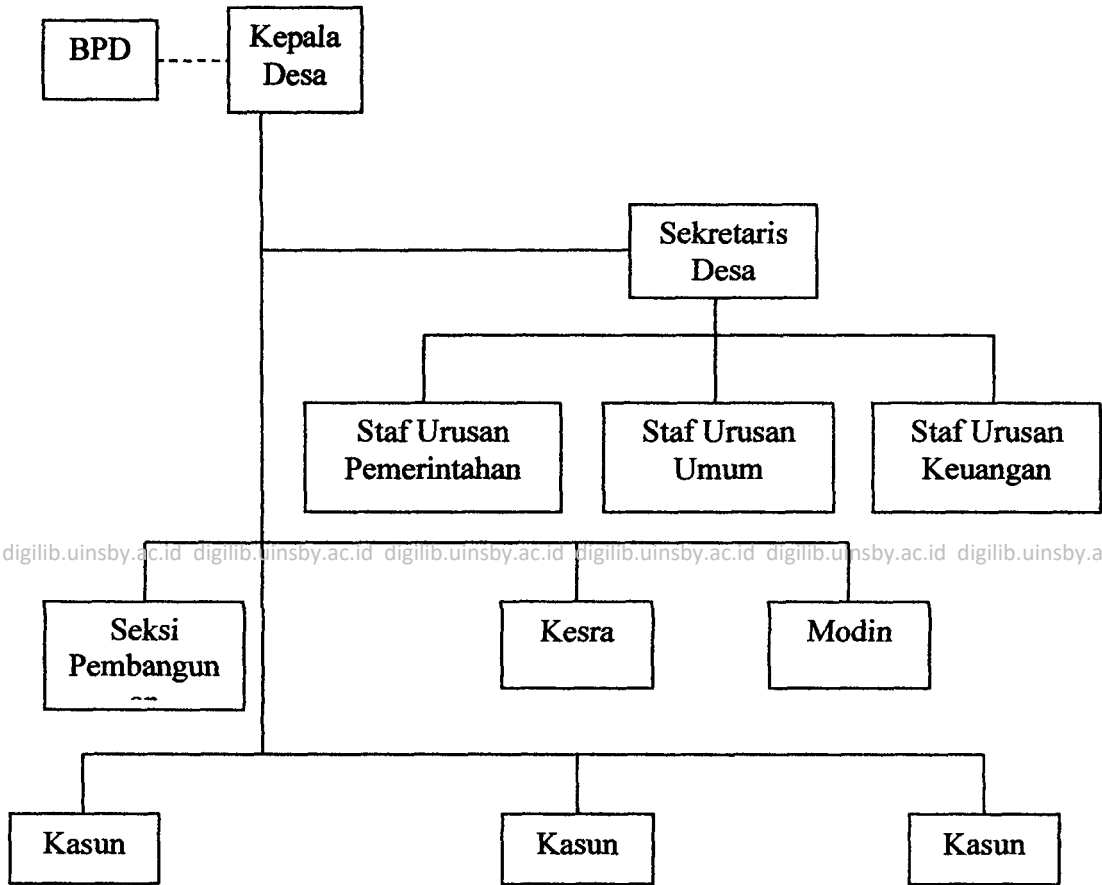 BPD
Kepala
Desa
Sekretaris
Desa
Staf Urusan
Pemerintahan
Staf Urusan
Umum
Staf Urusan
Keuangan
digilib.uinsby.ac.id digilib.uinsby.ac.id digilib.uinsby.ac.id digilib.uinsby.ac.id digilib.uinsby.ac.id digilib.uinsby.a
Seksi
Pembangun
Kesra
Modin
Kasun
Kasun
Kasun